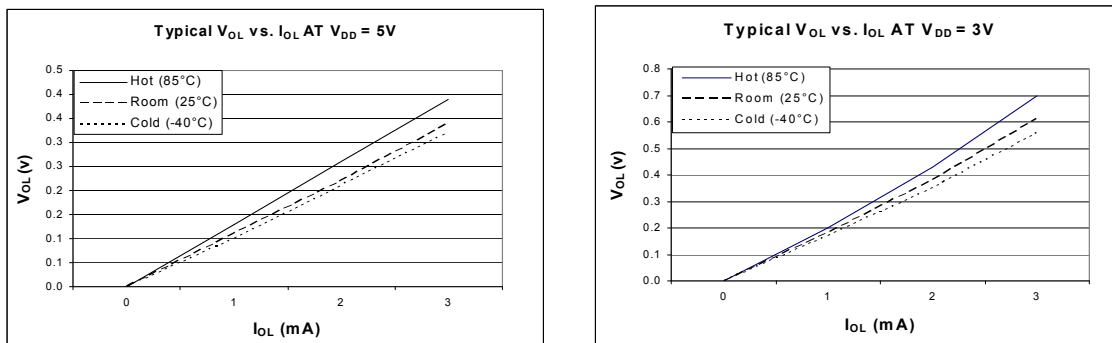 Typical VOL vs. IOL AT VDD = 5V
0.5
0.4
0.4
0.3
0.3
0.2
0.2
0.1
0.1
0.0
Hot (85°C)
Room (25°C)
Cold (-40°C)
VOL (v)
0 1 2 3
IOL (mA)
Typical VOL vs. IOL AT VDD = 3V
0.8
0.7
0.6
0.5
0.4
0.3
0.2
0.1
0.0
Hot (85°C)
Room (25°C)
Cold (-40°C)
VOL (v)
0 1 2 3
IOL (mA)